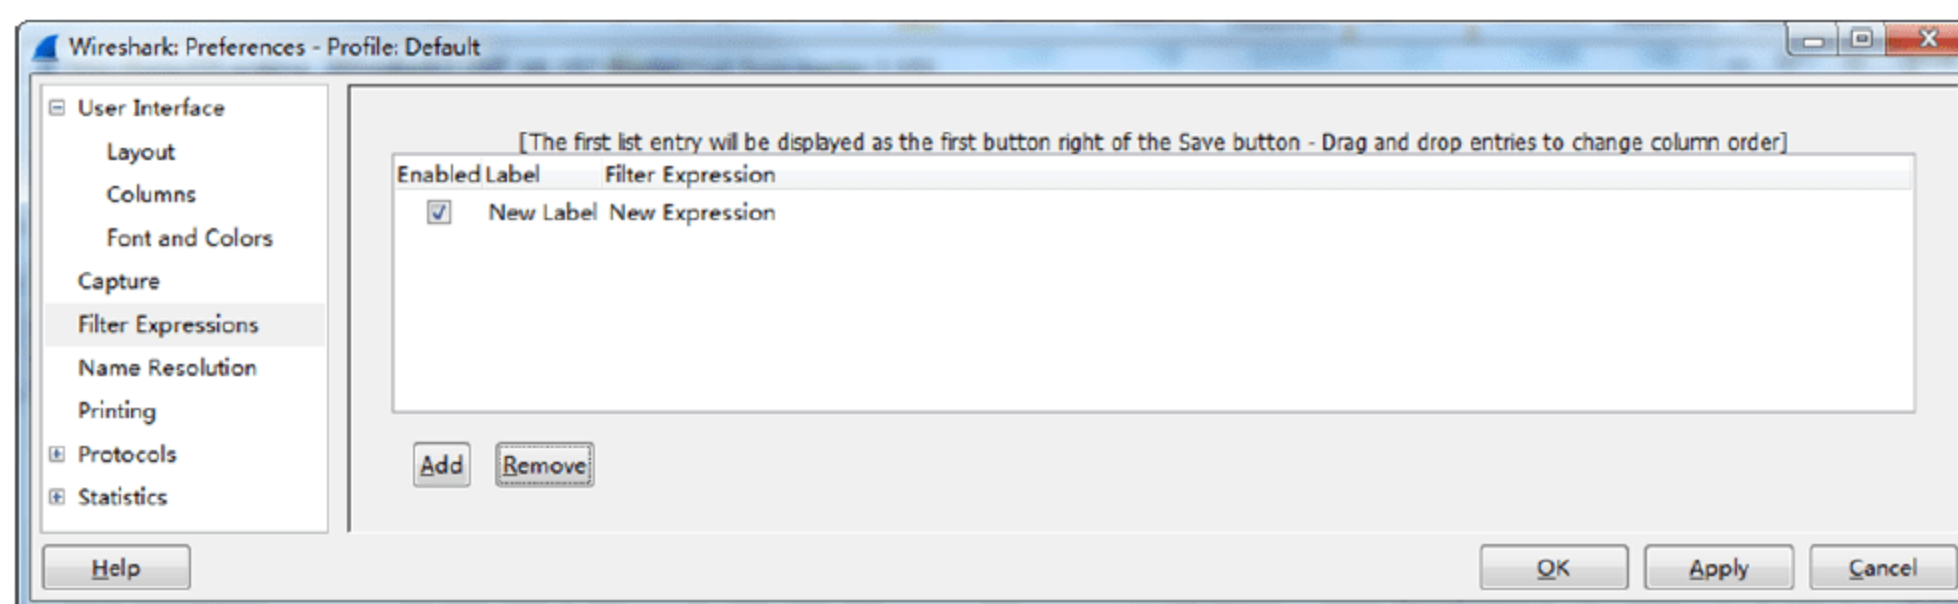 Wireshark: Preferences - Profile: Default
User Interface
Layout
Columns
Font and Colors
Capture
Filter Expressions
Name Resolution
Printing
Protocols
Statistics
[The first list entry will be displayed as the first button right of the Save button - Drag and drop entries to change column order]
Enabled Label Filter Expression
New Label New Expression
Add Remove
Help OK Apply Cancel